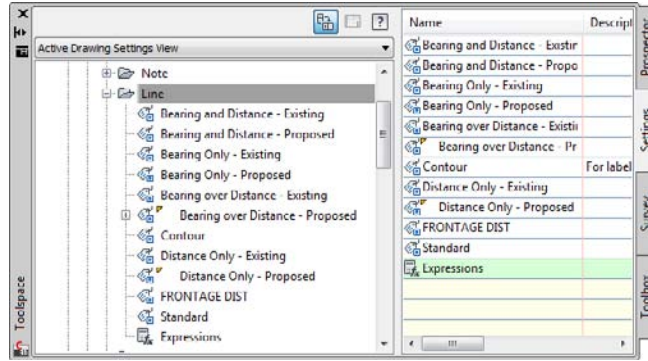 Active Drawing Settings View
Note
Line
Bearing and Distance - Existing
Bearing and Distance - Proposed
Bearing Only - Existing
Bearing Only - Proposed
Bearing over Distance - Existing
Bearing over Distance - Proposed
Contour
Distance Only - Existing
Distance Only - Proposed
FRONTAGE DIST
Standard
Expressions
Toolspace
Name Descript
Bearing and Distance - Existin
Bearing and Distance - Propo
Bearing Only - Existing
Bearing Only - Proposed
Bearing over Distance - Existin
Bearing over Distance - Pr
Contour For label
Distance Only - Existing
Distance Only - Proposed
FRONTAGE DIST
Standard
Expressions
Prospector
Settings
Survey
Toolbox